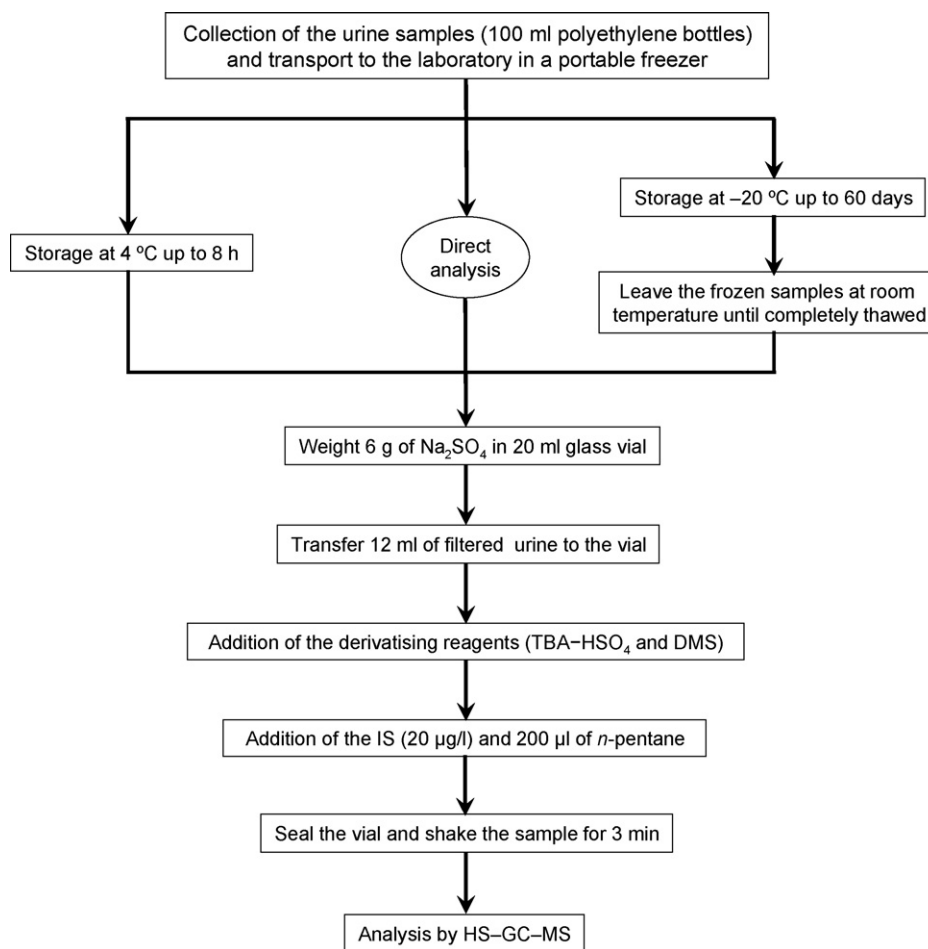 Collection of the urine samples (100 ml polyethylene bottles)
and transport to the laboratory in a portable freezer
Storage at 4 ºC up to 8 h
Direct
analysis
Storage at –20 ºC up to 60 days
Leave the frozen samples at room
temperature until completely thawed
Weight 6 g of Na₂SO₄ in 20 ml glass vial
Transfer 12 ml of filtered urine to the vial
Addition of the derivatising reagents (TBA−HSO₄ and DMS)
Addition of the IS (20 µg/l) and 200 µl of n-pentane
Seal the vial and shake the sample for 3 min
Analysis by HS–GC–MS